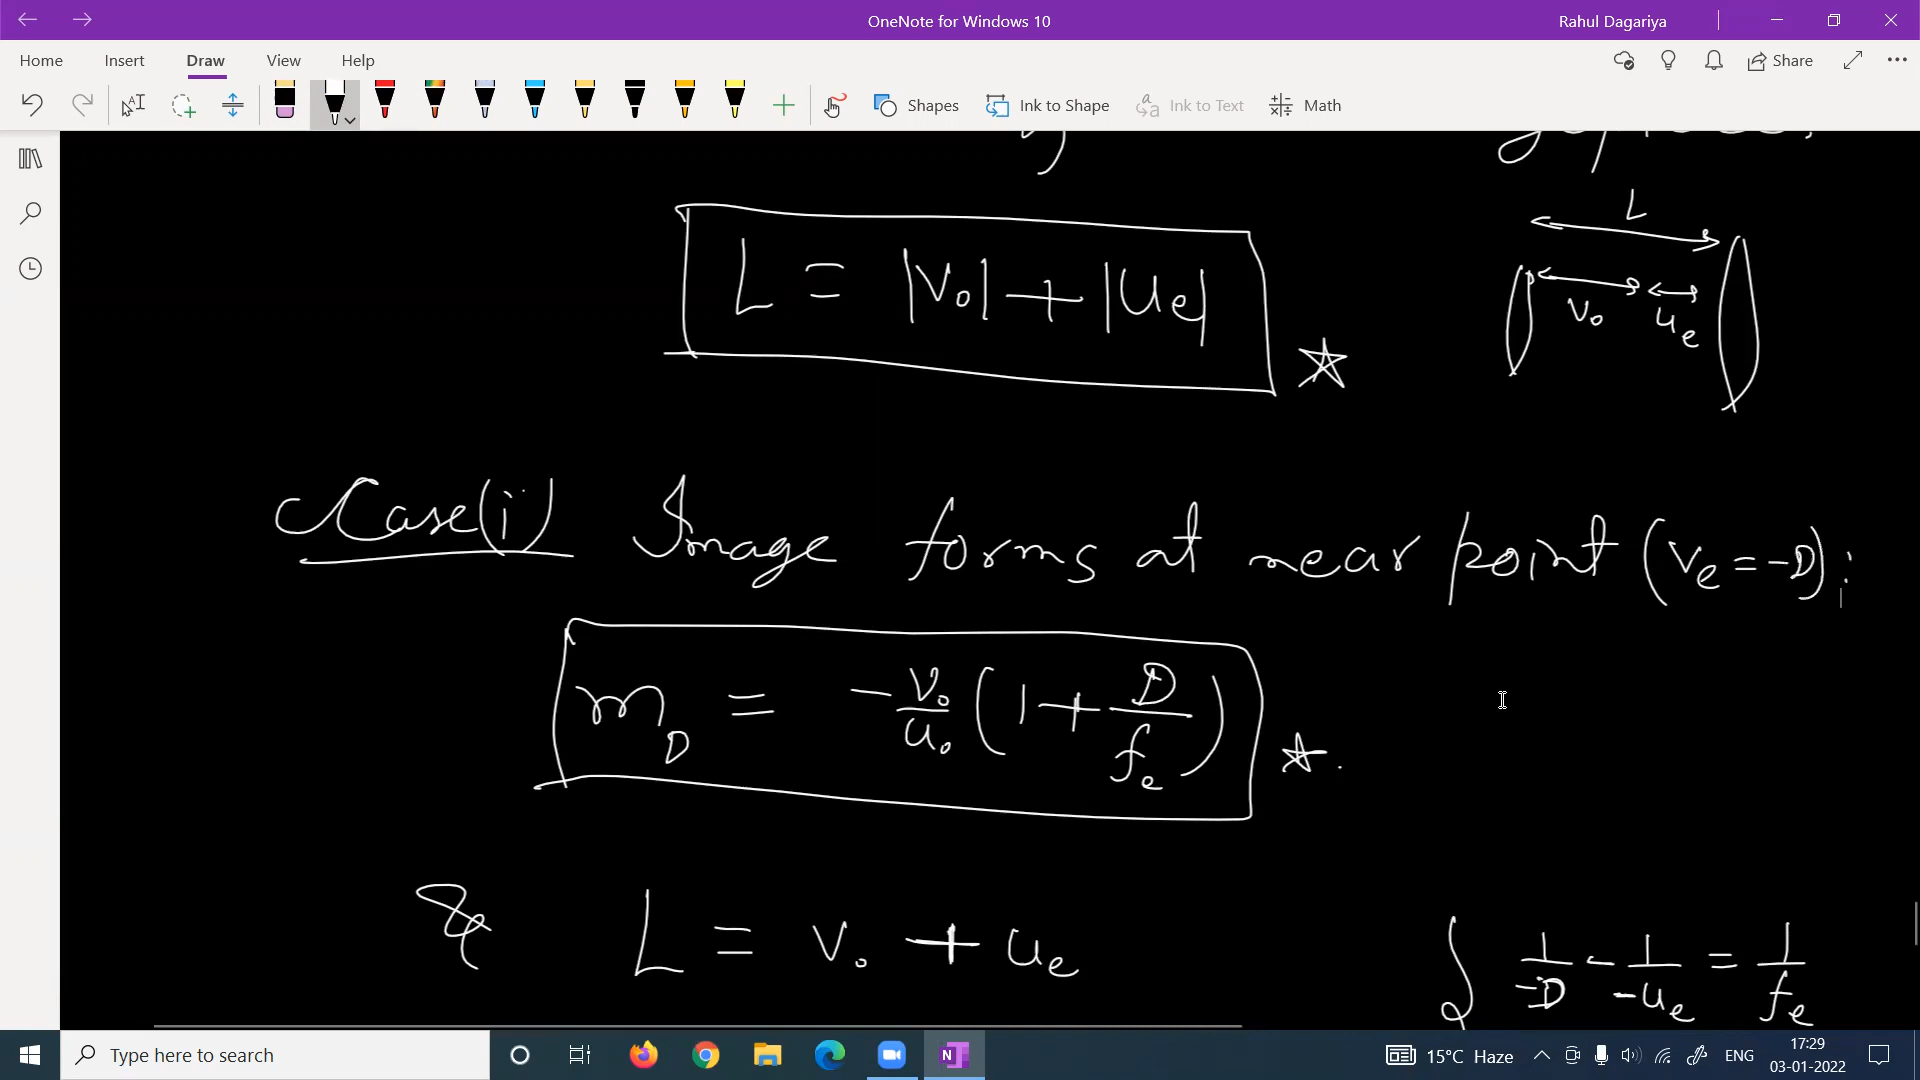 OneNote for Windows 10
Rahul Dagariya
Home Insert Draw View Help
Share
Shapes Ink to Shape Ink to Text Math
L = |V₀| + |Uₑ|
L
V₀ uₑ
Case(i) Image forms at near point (Vₑ = -D):
m_D = -V₀/u₀ (1 + D/fₑ)
& L = V₀ + uₑ
1/-D - 1/-uₑ = 1/fₑ
Type here to search
N
15°C Haze
ENG
17:29
03-01-2022